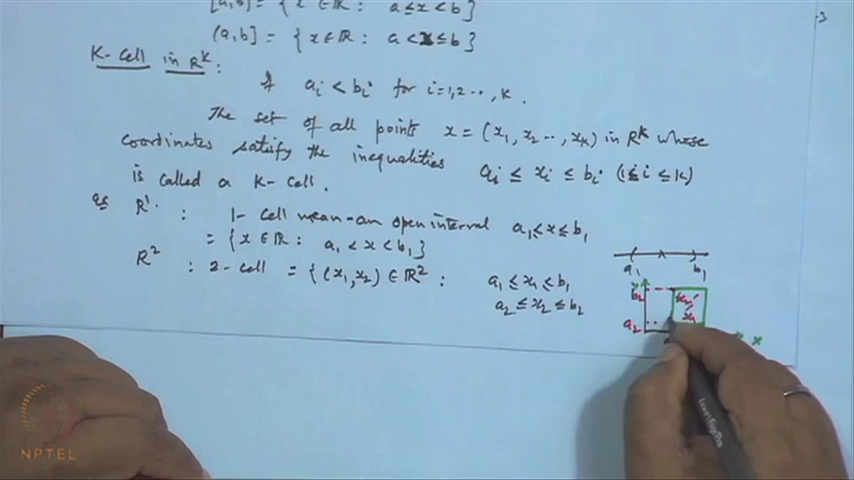 [a,b) = { x ∈ ℝ : a ≤ x < b }
(a,b] = { x ∈ ℝ : a < x ≤ b }
K-Cell in Rᵏ :
If aᵢ < bᵢ for i=1,2..., K.
The set of all points x = (x₁, x₂..., xₖ) in Rᵏ whose
coordinates satisfy the inequalities aᵢ ≤ xᵢ ≤ bᵢ (1 ≤ i ≤ K)
is called a K-Cell.
R¹ : 1-Cell mean an open interval a₁ ≤ x ≤ b₁
= { x ∈ ℝ : a₁ < x < b₁ }
R² : 2-cell = { (x₁,x₂) ∈ ℝ² : a₁ ≤ x₁ ≤ b₁
a₂ ≤ x₂ ≤ b₂
a₁ b₁
b₂
a₂
x
NPTEL